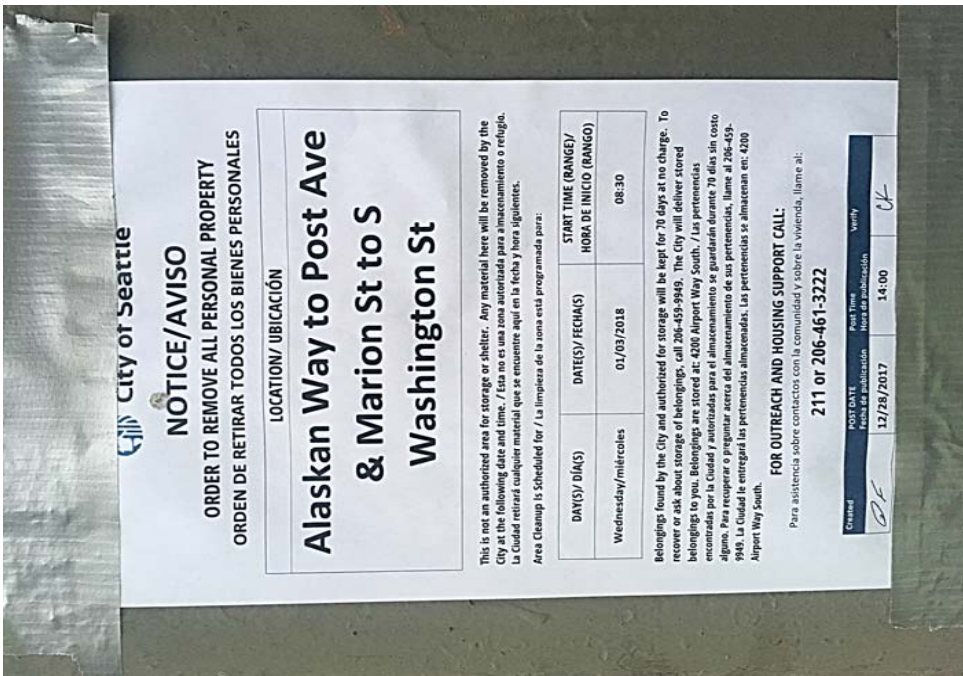 City of Seattle
NOTICE/AVISO
ORDER TO REMOVE ALL PERSONAL PROPERTY
ORDEN DE RETIRAR TODOS LOS BIENES PERSONALES
LOCATION/ UBICACIÓN
Alaskan Way to Post Ave
& Marion St to S
Washington St
This is not an authorized area for storage or shelter. Any material here will be removed by the
City at the following date and time. / Esta no es una zona autorizada para almacenamiento o refugio.
La Ciudad retirará cualquier material que se encuentre aquí en la fecha y hora siguientes.
Area Cleanup Is Scheduled for / La limpieza de la zona está programada para:
DAY(S)/ DÍA(S) DATE(S)/ FECHA(S) START TIME (RANGE)/
HORA DE INICIO (RANGO)
Wednesday/miércoles 01/03/2018 08:30
Belongings found by the City and authorized for storage will be kept for 70 days at no charge. To
recover or ask about storage of belongings, call 206-459-9949. The City will deliver stored
belongings to you. Belongings are stored at: 4200 Airport Way South. / Las pertenencias
encontradas por la Ciudad y autorizadas para el almacenamiento se guardarán durante 70 días sin costo
alguno. Para recuperar o preguntar acerca del almacenamiento de sus pertenencias, llame al 206-459-
9949. La Ciudad le entregará las pertenencias almacenadas. Las pertenencias se almacenan en: 4200
Airport Way South.
FOR OUTREACH AND HOUSING SUPPORT CALL:
Para asistencia sobre contactos con la comunidad y sobre la vivienda, llame al:
211 or 206-461-3222
Created POST DATE Post Time Verify
Fecha de publicación Hora de publicación
12/28/2017 14:00 CK